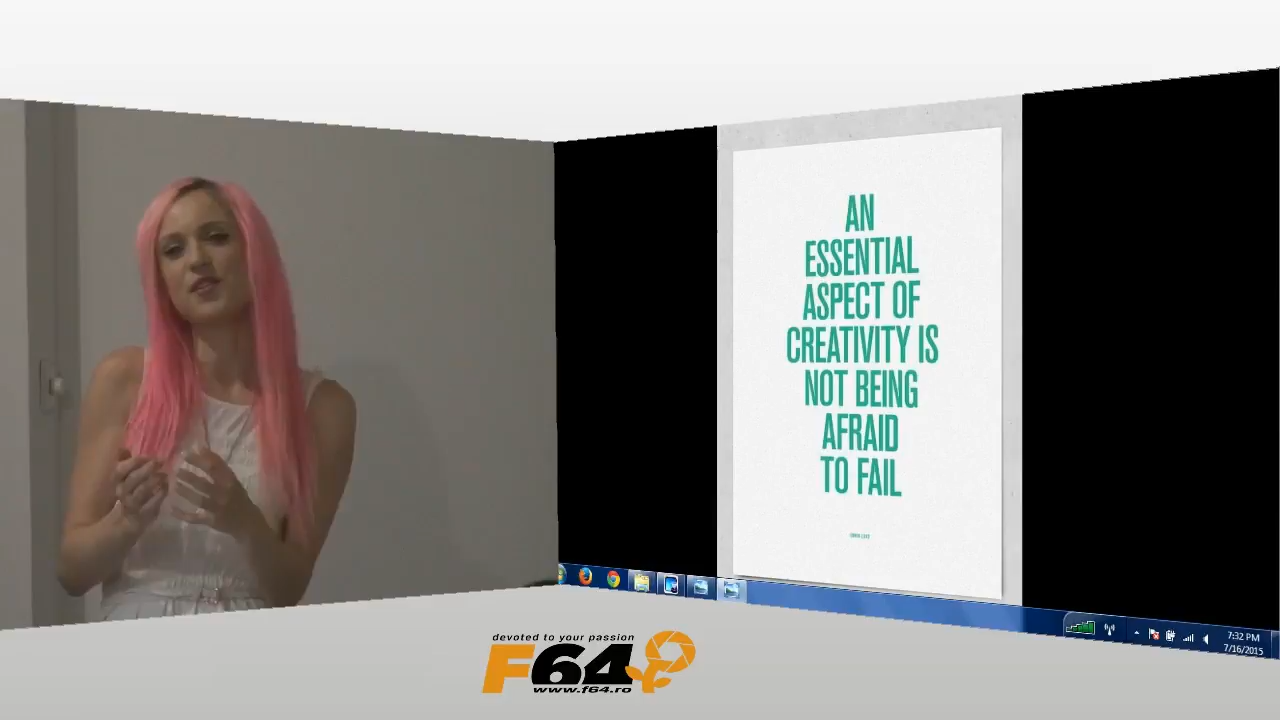 AN
ESSENTIAL
ASPECT OF
CREATIVITY IS
NOT BEING
AFRAID
TO FAIL
7:32 PM
7/16/2015
devoted to your passion
F64
www.f64.ro